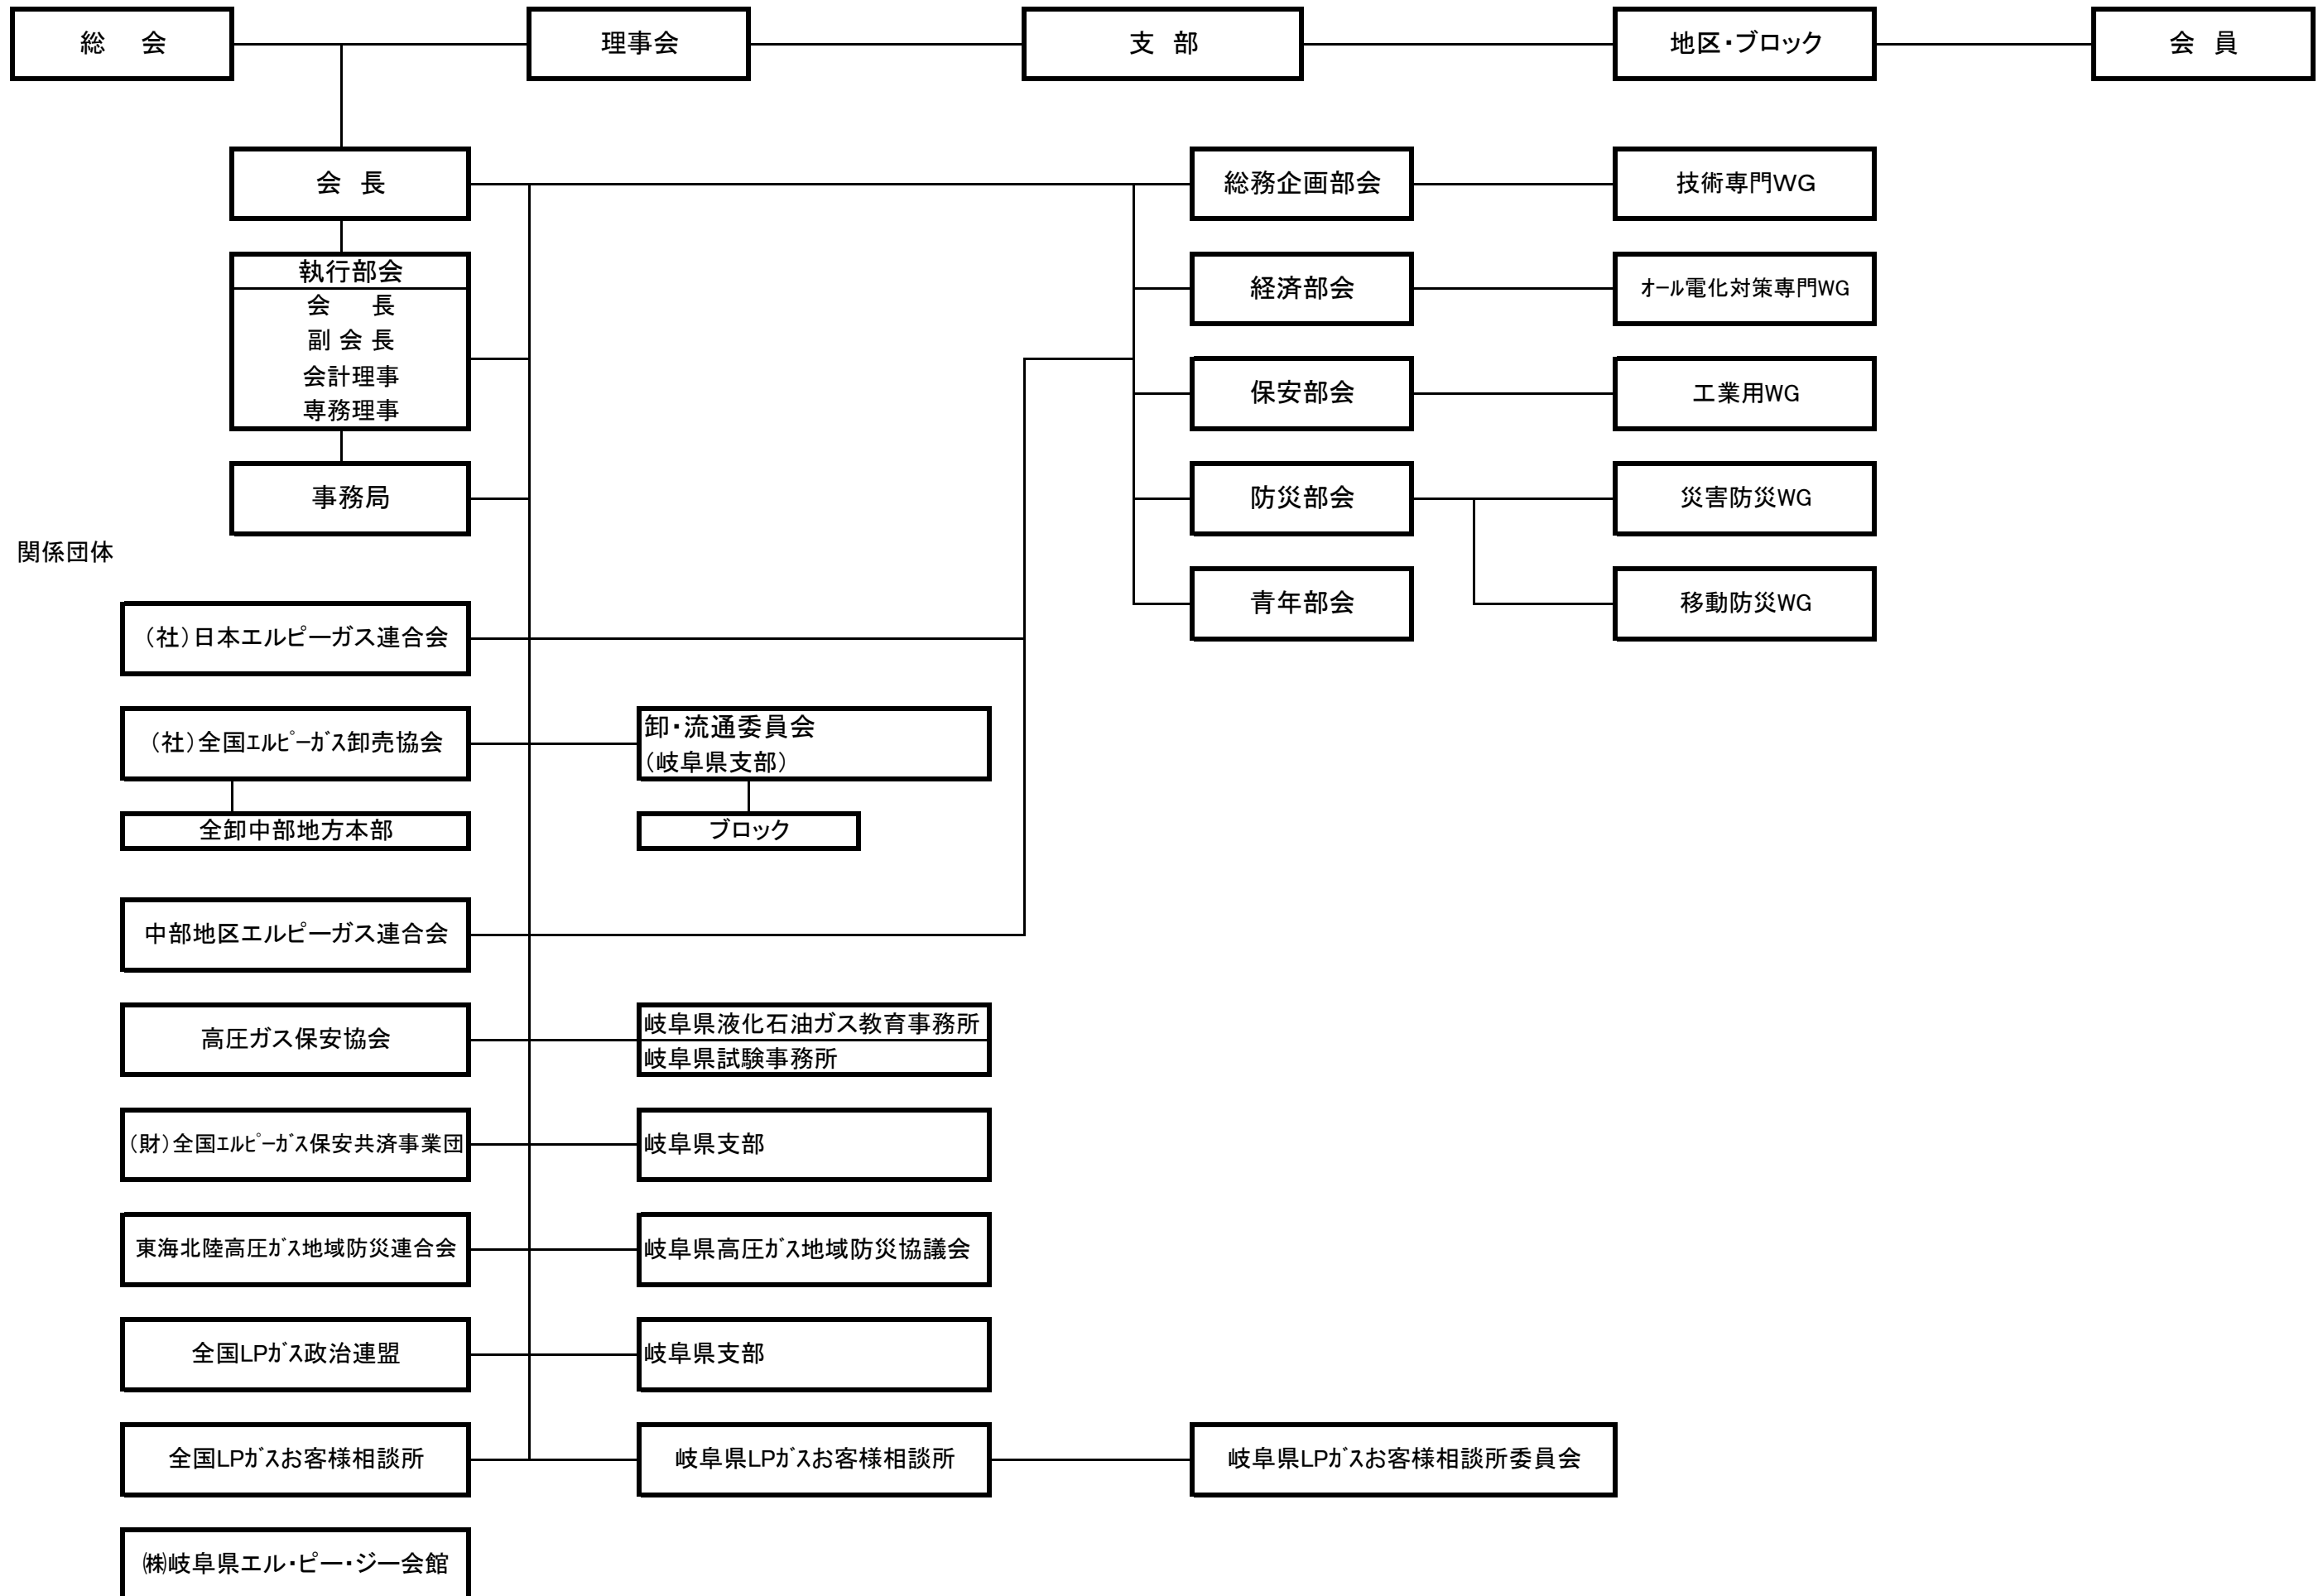 総 会
理事会
支 部
地区・ブロック
会 員
会 長
総務企画部会
技術専門WG
執行部会
会 長
副 会 長
会計理事
専務理事
経済部会
ｵｰﾙ電化対策専門WG
保安部会
工業用WG
事務局
防災部会
災害防災WG
関係団体
青年部会
移動防災WG
（社）日本エルピーガス連合会
（社）全国ｴﾙﾋﾟｰｶﾞｽ卸売協会
卸・流通委員会
（岐阜県支部）
全卸中部地方本部
ブロック
中部地区エルピーガス連合会
高圧ガス保安協会
岐阜県液化石油ガス教育事務所
岐阜県試験事務所
（財）全国ｴﾙﾋﾟｰｶﾞｽ保安共済事業団
岐阜県支部
東海北陸高圧ｶﾞｽ地域防災連合会
岐阜県高圧ｶﾞｽ地域防災協議会
全国LPｶﾞｽ政治連盟
岐阜県支部
全国LPｶﾞｽお客様相談所
岐阜県LPｶﾞｽお客様相談所
岐阜県LPｶﾞｽお客様相談所委員会
㈱岐阜県エル・ピー・ジー会館